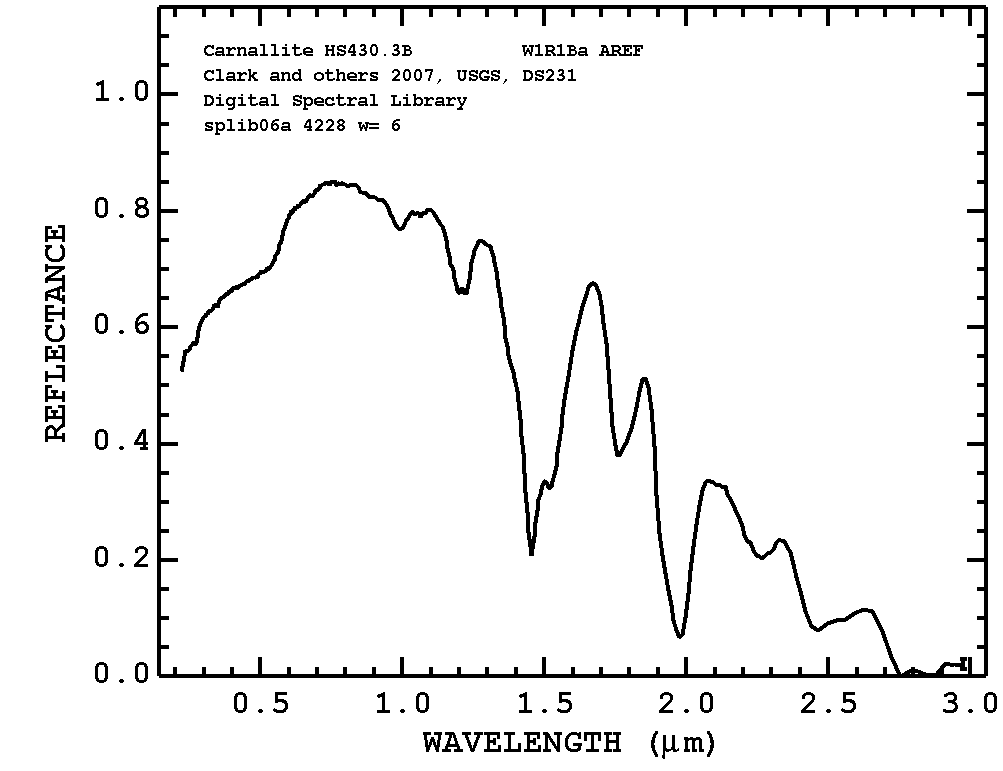 Carnallite HS430.3B W1R1Ba AREF
Clark and others 2007, USGS, DS231
Digital Spectral Library
splib06a 4228 w= 6
1.0
0.8
0.6
0.4
0.2
0.0
REFLECTANCE
0.5 1.0 1.5 2.0 2.5 3.0
WAVELENGTH (μm)